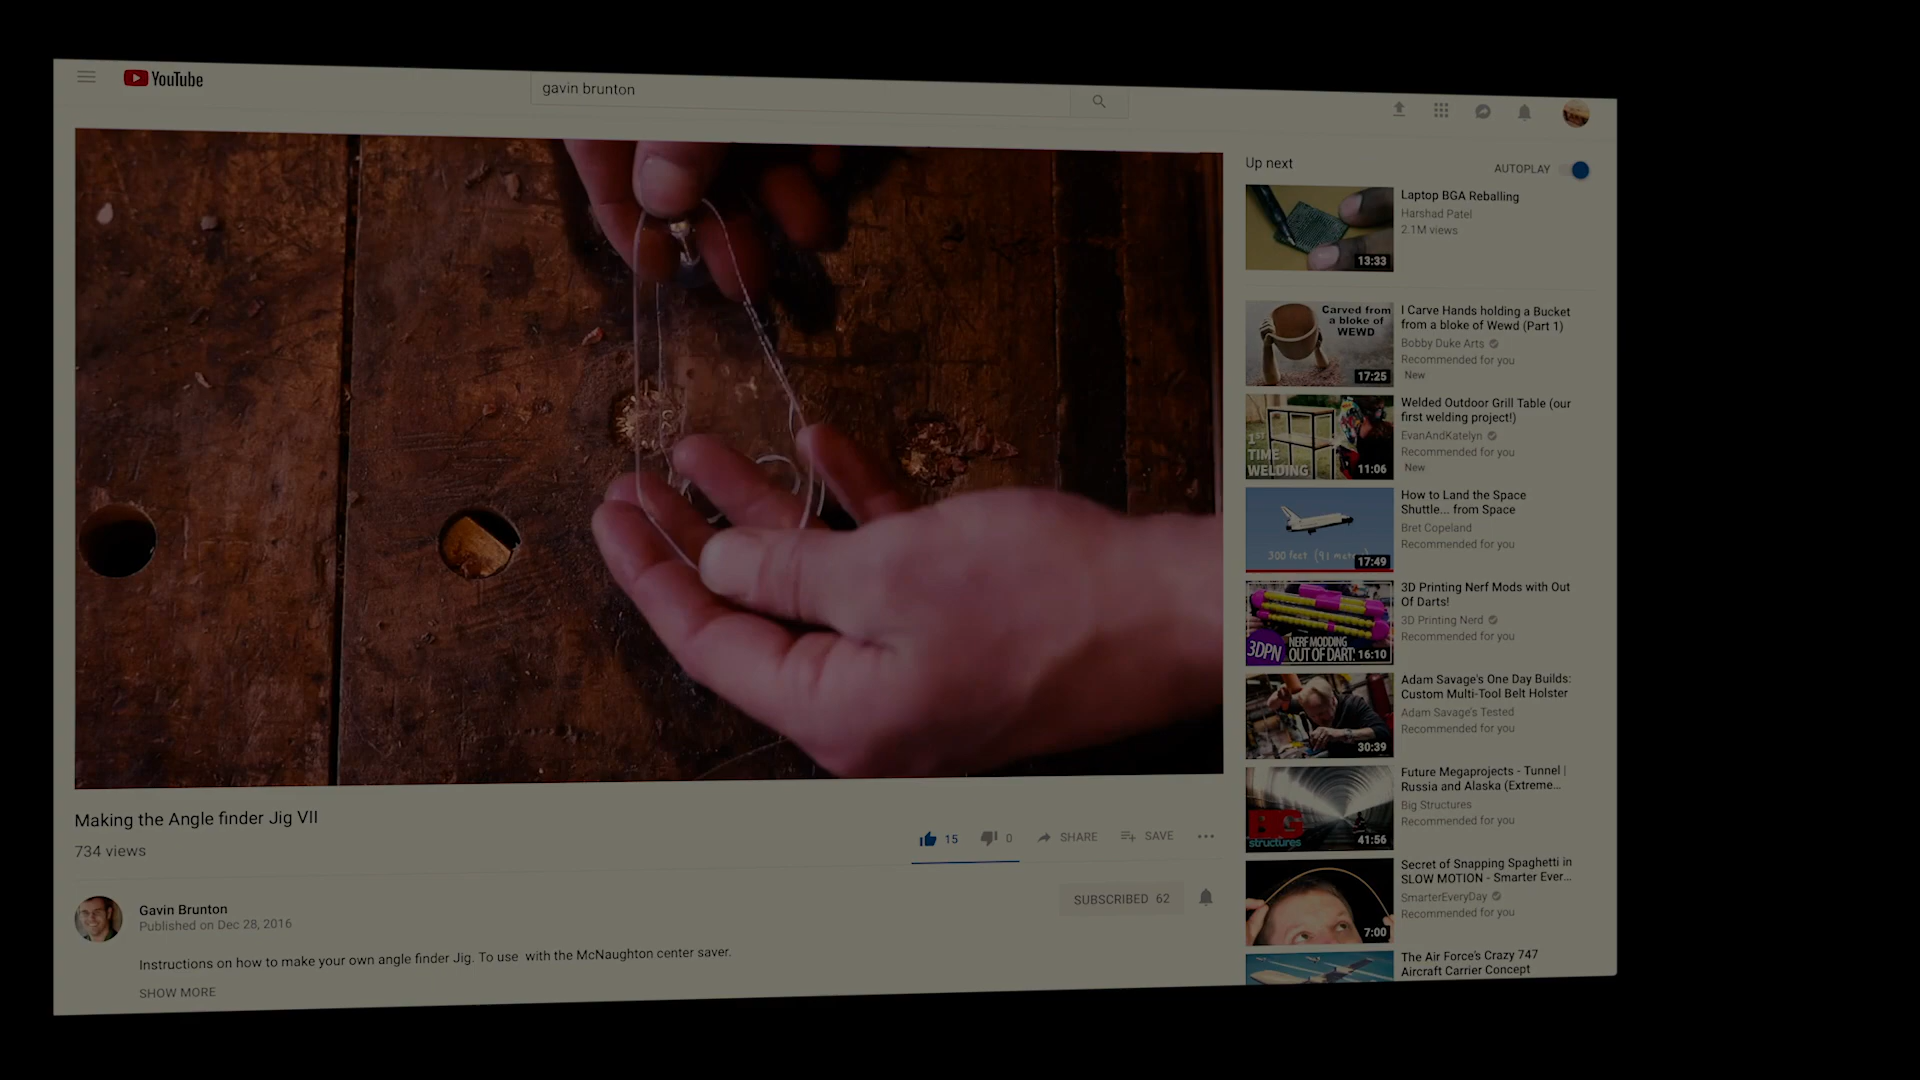 YouTube
gavin brunton
Up next
AUTOPLAY
Laptop BGA Reballing
Harshad Patel
2.1M views
13:33
Carved from
a bloke of
WEWD
17:25
I Carve Hands holding a Bucket
from a bloke of Wewd (Part 1)
Bobby Duke Arts
Recommended for you
New
1ST
TIME
WELDING
11:06
Welded Outdoor Grill Table (our
first welding project!)
EvanAndKatelyn
Recommended for you
New
300 feet (91
17:49
How to Land the Space
Shuttle... from Space
Bret Copeland
Recommended for you
3DPN
NERF MODDING
OUT OF DART
16:10
3D Printing Nerf Mods with Out
Of Darts!
3D Printing Nerd
Recommended for you
30:39
Adam Savage's One Day Builds:
Custom Multi-Tool Belt Holster
Adam Savage's Tested
Recommended for you
BG
structures
41:56
Future Megaprojects - Tunnel |
Russia and Alaska (Extreme...
Big Structures
Recommended for you
7:00
Secret of Snapping Spaghetti in
SLOW MOTION - Smarter Ever...
SmarterEveryDay
Recommended for you
The Air Force's Crazy 747
Aircraft Carrier Concept
Making the Angle finder Jig VII
734 views
15
0
SHARE
SAVE
Gavin Brunton
Published on Dec 28, 2016
SUBSCRIBED 62
Instructions on how to make your own angle finder Jig. To use with the McNaughton center saver.
SHOW MORE